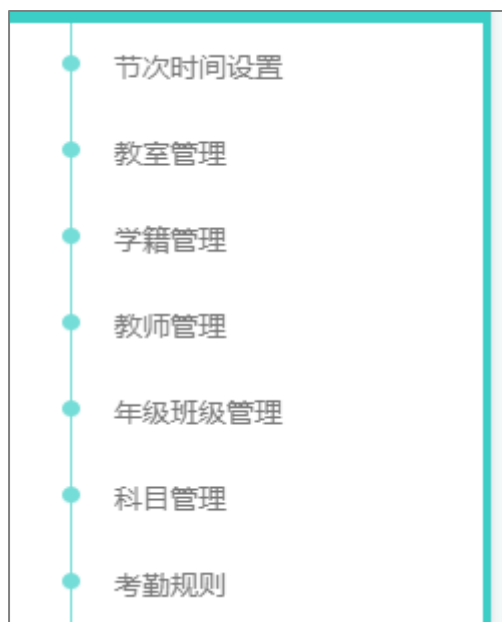 节次时间设置
教室管理
学籍管理
教师管理
年级班级管理
科目管理
考勤规则